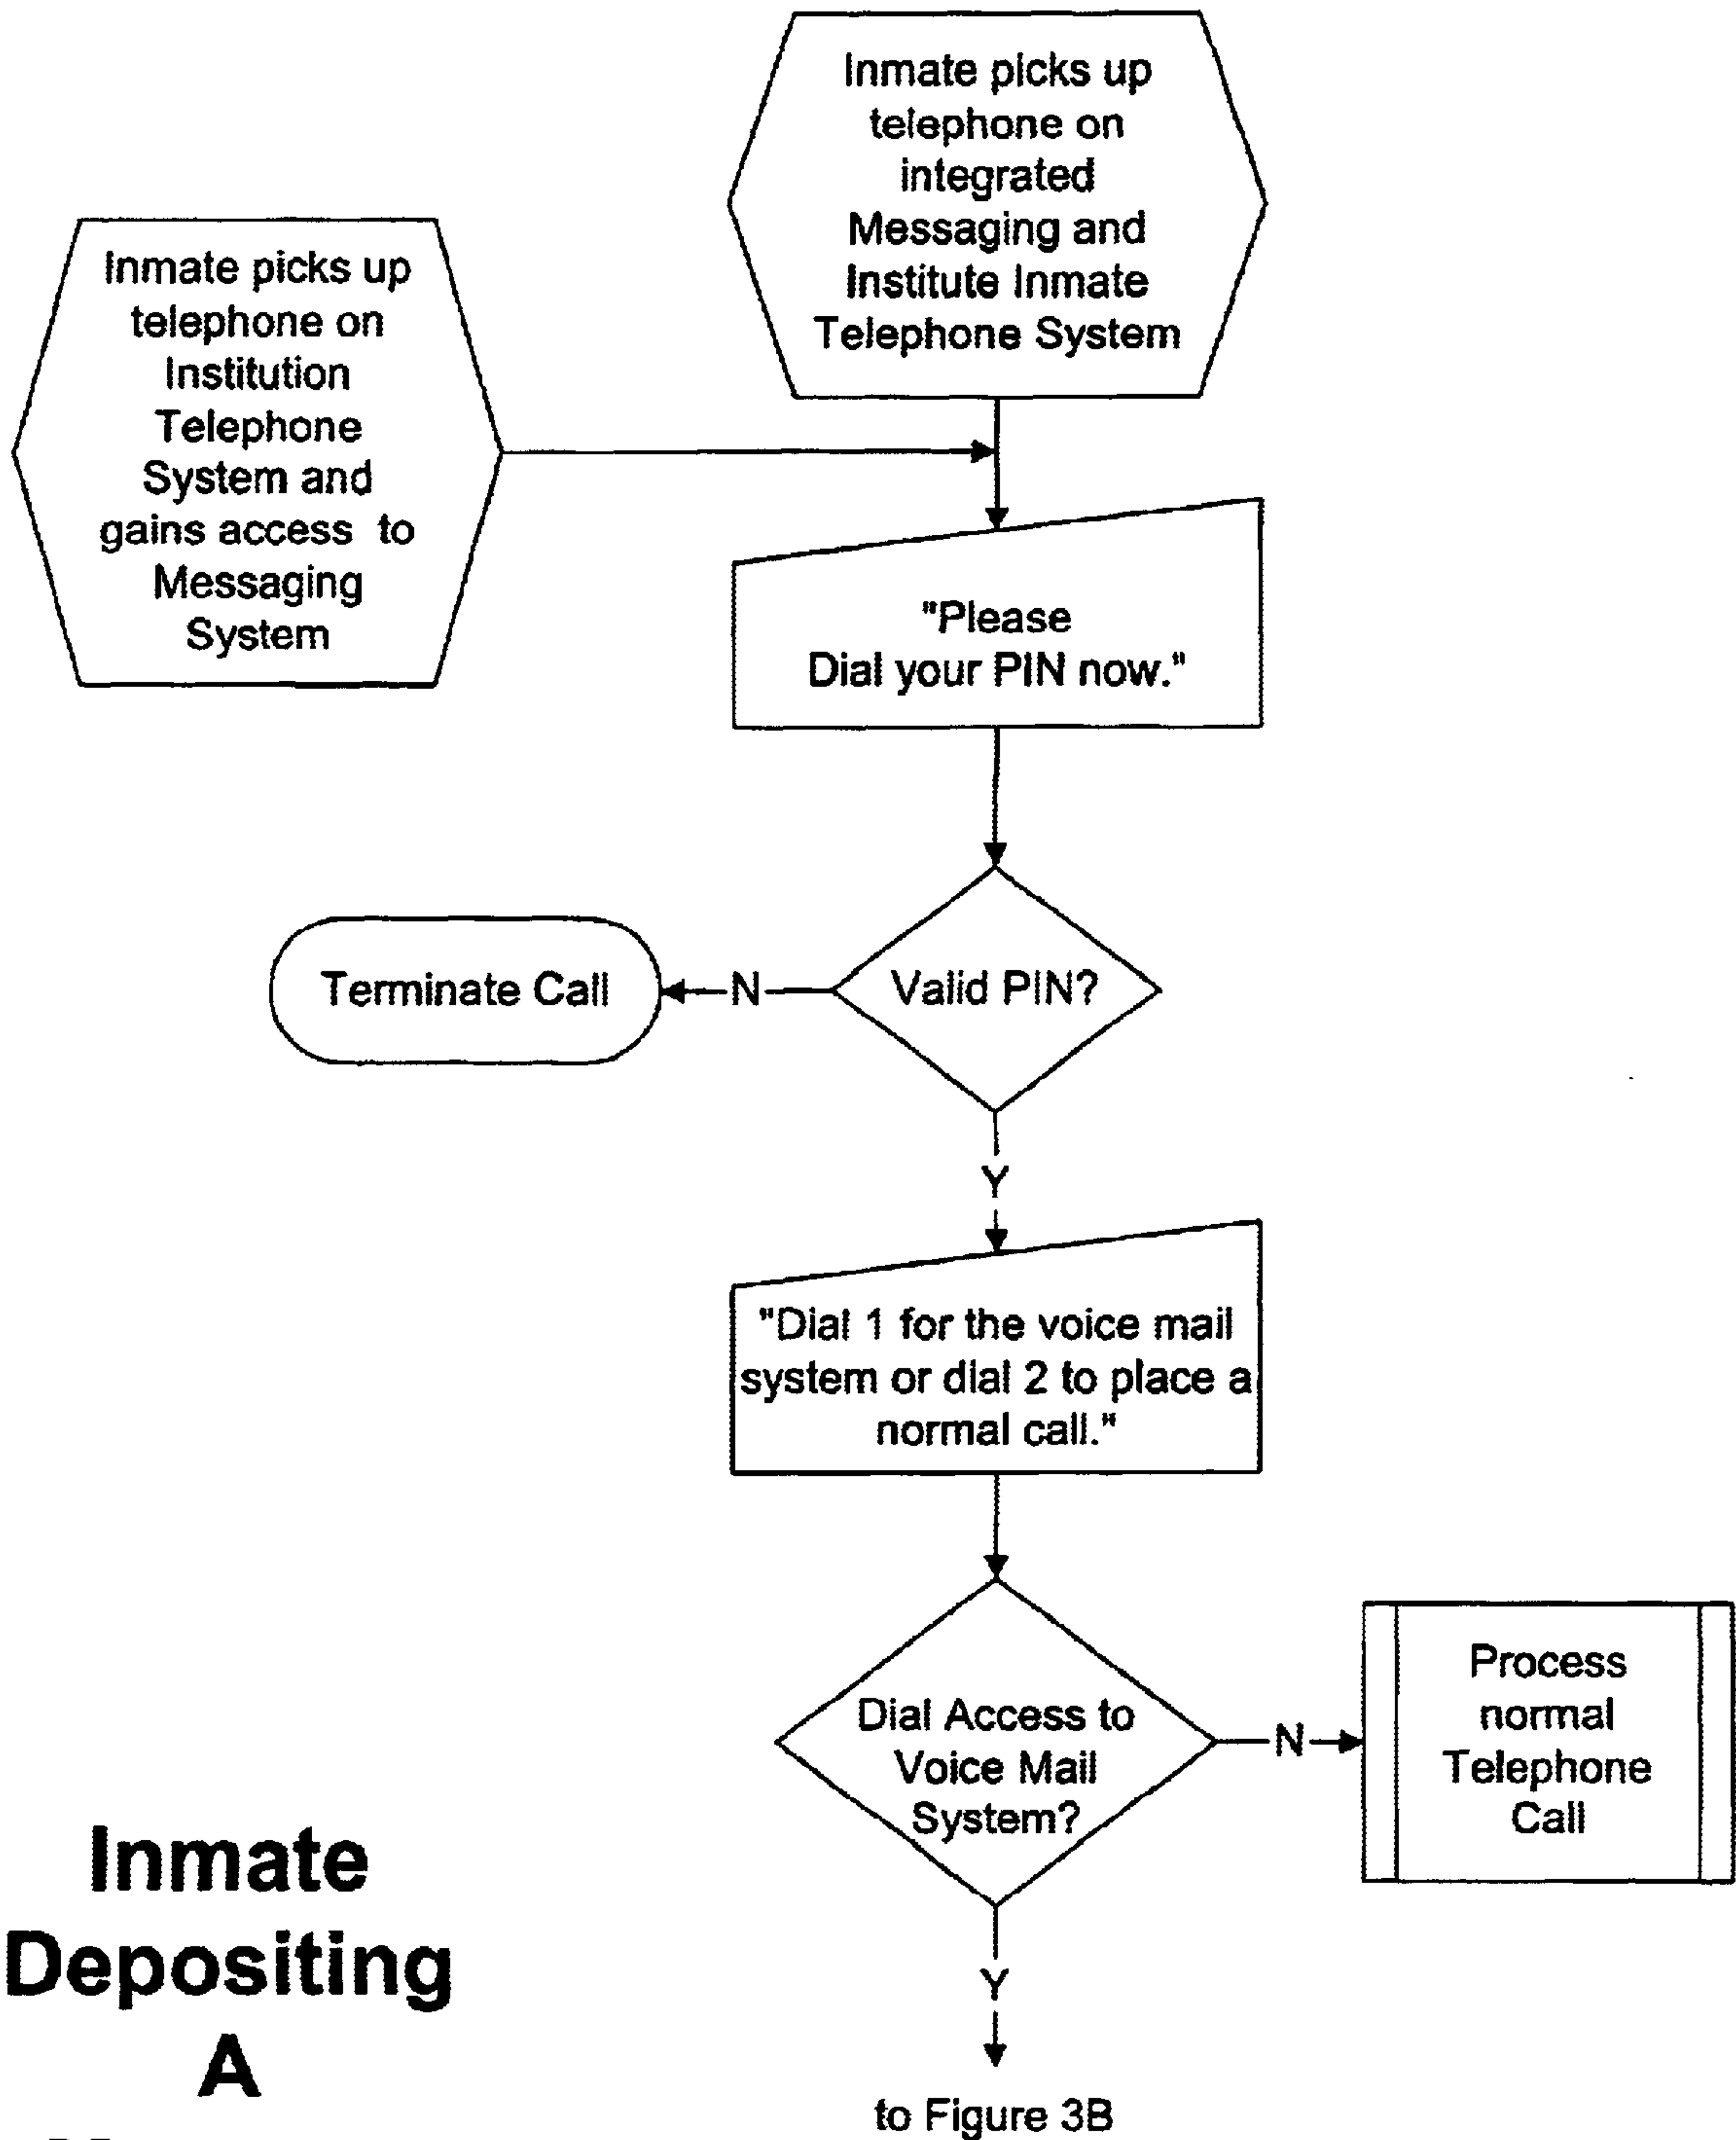 Inmate picks up
telephone on
integrated
Messaging and
Institute Inmate
Telephone System
Inmate picks up
telephone on
Institution
Telephone
System and
gains access to
Messaging
System
"Please
Dial your PIN now."
Terminate Call
N
Valid PIN?
Y
"Dial 1 for the voice mail
system or dial 2 to place a
normal call."
Dial Access to
Voice Mail
System?
N
Process
normal
Telephone
Call
Y
to Figure 3B
Inmate
Depositing
A